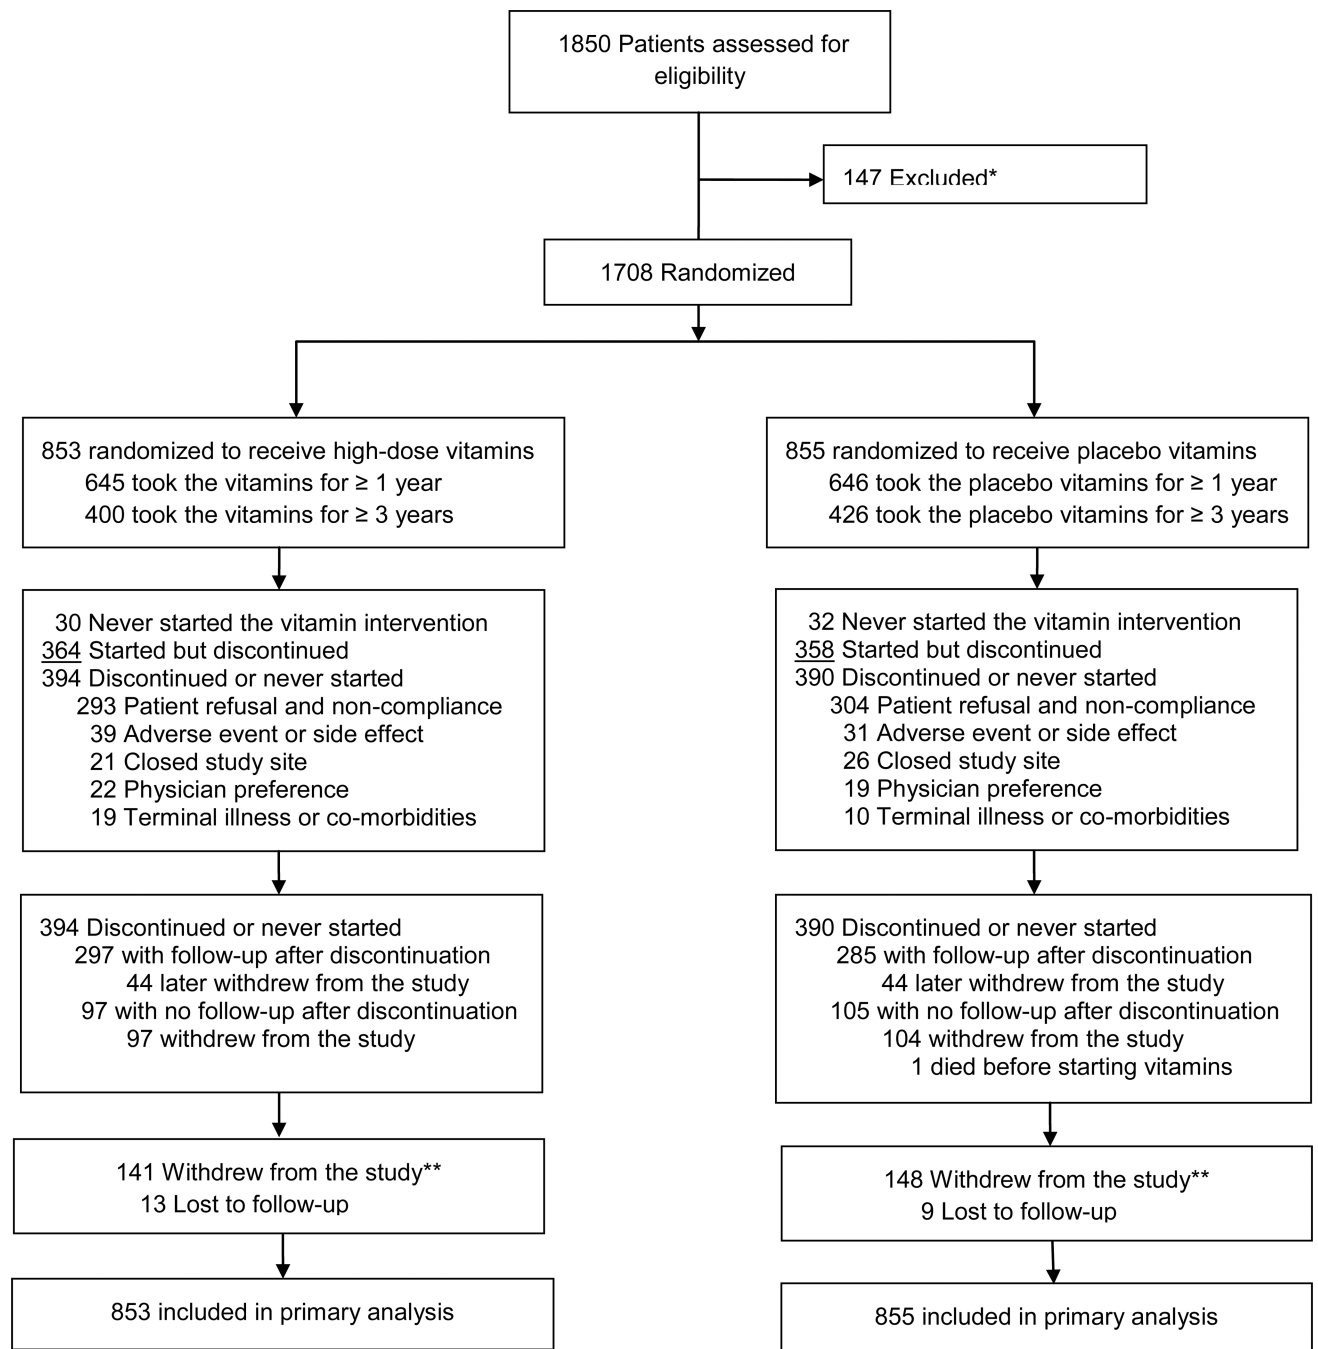 1850 Patients assessed for
eligibility
147 Excluded*
1708 Randomized
853 randomized to receive high-dose vitamins
645 took the vitamins for ≥ 1 year
400 took the vitamins for ≥ 3 years
855 randomized to receive placebo vitamins
646 took the placebo vitamins for ≥ 1 year
426 took the placebo vitamins for ≥ 3 years
30 Never started the vitamin intervention
364 Started but discontinued
394 Discontinued or never started
293 Patient refusal and non-compliance
39 Adverse event or side effect
21 Closed study site
22 Physician preference
19 Terminal illness or co-morbidities
32 Never started the vitamin intervention
358 Started but discontinued
390 Discontinued or never started
304 Patient refusal and non-compliance
31 Adverse event or side effect
26 Closed study site
19 Physician preference
10 Terminal illness or co-morbidities
394 Discontinued or never started
297 with follow-up after discontinuation
44 later withdrew from the study
97 with no follow-up after discontinuation
97 withdrew from the study
390 Discontinued or never started
285 with follow-up after discontinuation
44 later withdrew from the study
105 with no follow-up after discontinuation
104 withdrew from the study
1 died before starting vitamins
141 Withdrew from the study**
13 Lost to follow-up
148 Withdrew from the study**
9 Lost to follow-up
853 included in primary analysis
855 included in primary analysis